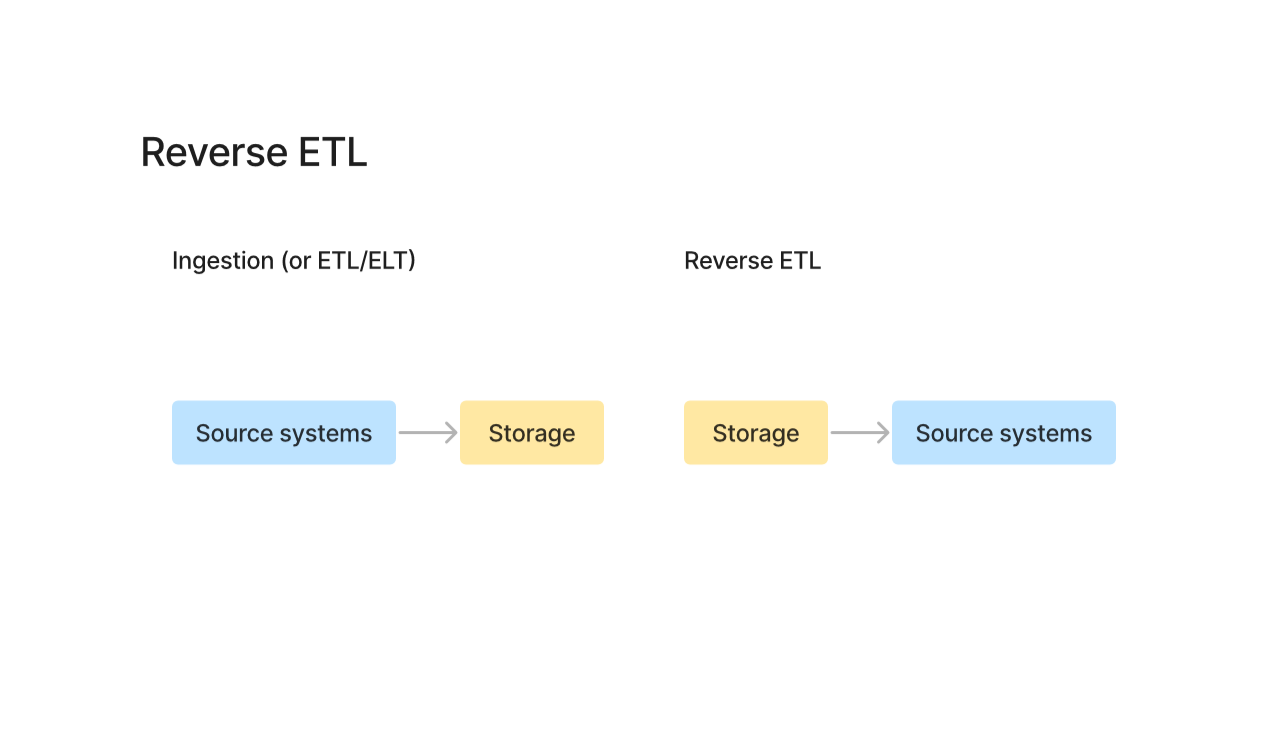 Reverse ETL
Ingestion (or ETL/ELT)
Source systems
Storage
Reverse ETL
Storage
Source systems